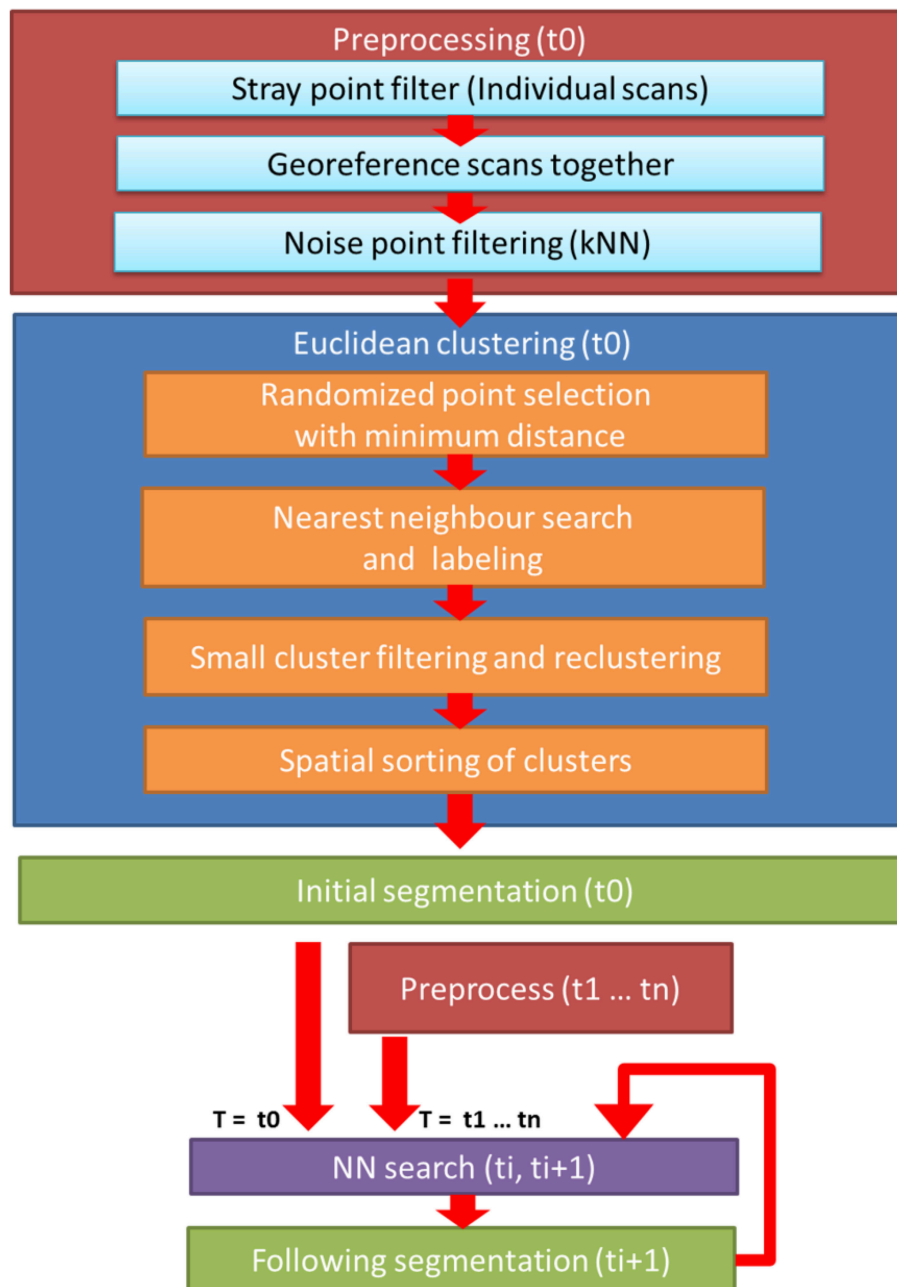 Preprocessing (t0)
Stray point filter (Individual scans)
Georeference scans together
Noise point filtering (kNN)
Euclidean clustering (t0)
Randomized point selection
with minimum distance
Nearest neighbour search
and labeling
Small cluster filtering and reclustering
Spatial sorting of clusters
Initial segmentation (t0)
Preprocess (t1 ... tn)
T = t0
T = t1 ... tn
NN search (ti, ti+1)
Following segmentation (ti+1)